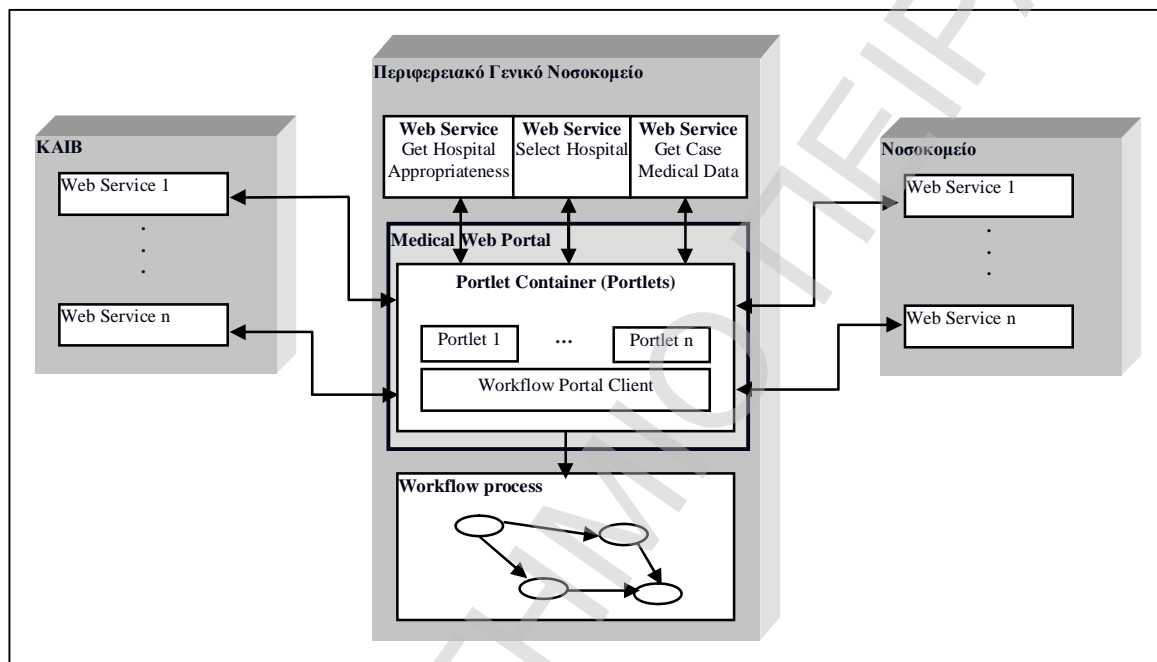 Περιφερειακό Γενικό Νοσοκομείο
Web Service
Get Hospital
Appropriateness
Web Service
Select Hospital
Web Service
Get Case
Medical Data
ΚΑΙΒ
Web Service 1
.
.
.
Web Service n
Νοσοκομείο
Web Service 1
.
.
.
Web Service n
Medical Web Portal
Portlet Container (Portlets)
Portlet 1
...
Portlet n
Workflow Portal Client
Workflow process